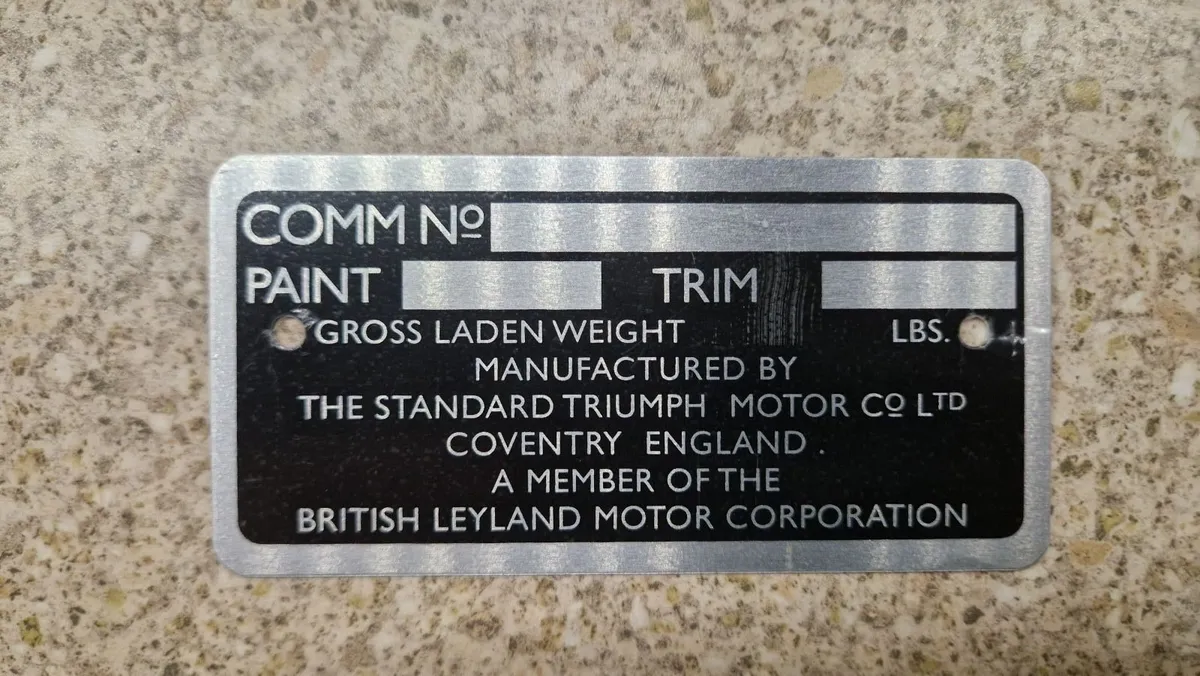 COMM Nº
PAINT TRIM
GROSS LADEN WEIGHT LBS.
MANUFACTURED BY
THE STANDARD TRIUMPH MOTOR Cº LTD
COVENTRY ENGLAND .
A MEMBER OF THE
BRITISH LEYLAND MOTOR CORPORATION